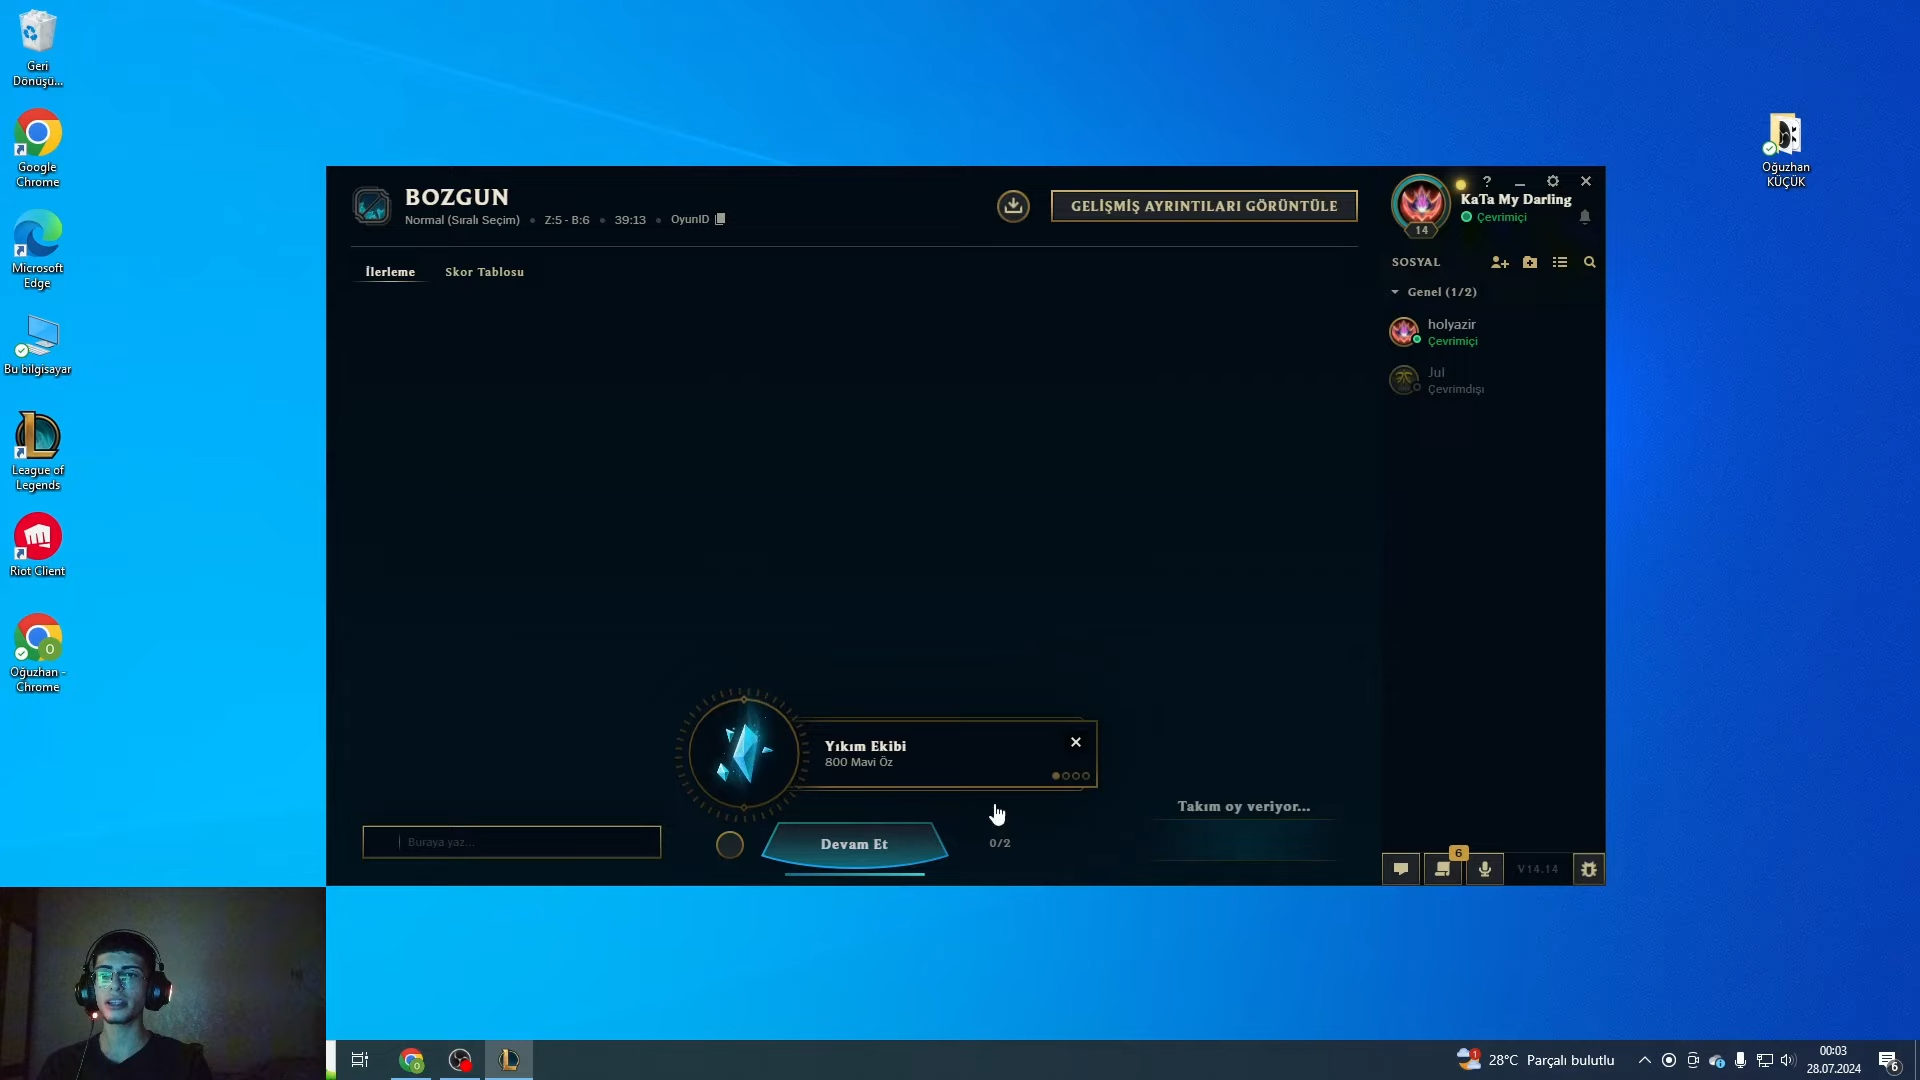 Geri
Dönüşü...
Google
Chrome
Microsoft
Edge
Bu bilgisayar
League of
Legends
Riot Client
Oğuzhan -
Chrome
Oğuzhan
KÜÇÜK
BOZGUN
Normal (Sıralı Seçim) • Z:5 - B:6 • 39:13 • OyunID
GELİŞMİŞ AYRINTILARI GÖRÜNTÜLE
İlerleme
Skor Tablosu
14
?
KaTa My Darling
Çevrimiçi
SOSYAL
Genel (1/2)
holyazir
Çevrimiçi
Jul
Çevrimdışı
Yıkım Ekibi
800 Mavi Öz
Takım oy veriyor...
Buraya yaz...
Devam Et
0/2
6
V14.14
O
O
1
28°C Parçalı bulutlu
00:03
28.07.2024
6